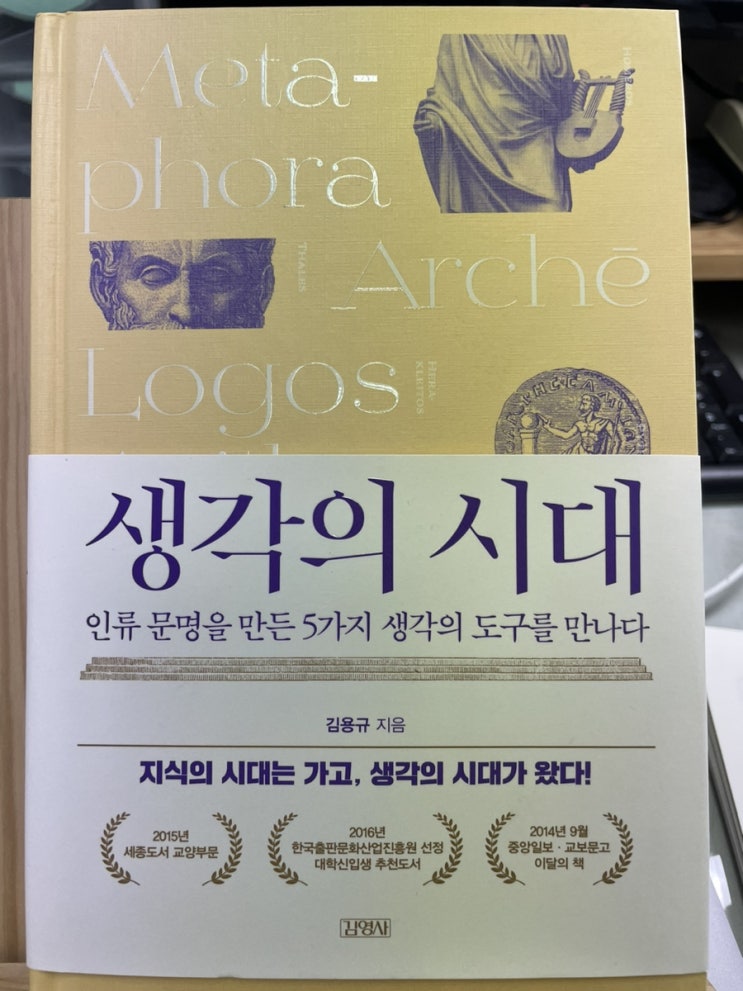 Meta-
phora
THALES
Archē
Logos
HERA-
KLEITOS
생각의 시대
인류 문명을 만든 5가지 생각의 도구를 만나다
김용규 지음
지식의 시대는 가고, 생각의 시대가 왔다!
2015년
세종도서 교양부문
2016년
한국출판문화산업진흥원 선정
대학신입생 추천도서
2014년 9월
중앙일보·교보문고
이달의 책
김영사